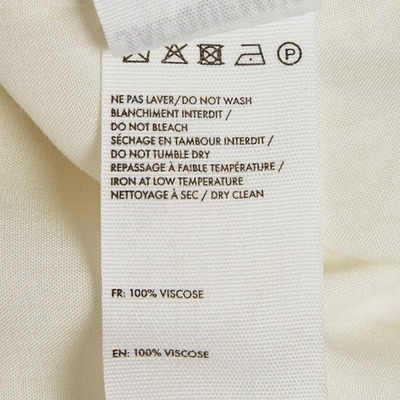 P
NE PAS LAVER/DO NOT WASH
BLANCHIMENT INTERDIT /
DO NOT BLEACH
SÉCHAGE EN TAMBOUR INTERDIT /
DO NOT TUMBLE DRY
REPASSAGE À FAIBLE TEMPÉRATURE /
IRON AT LOW TEMPERATURE
NETTOYAGE À SEC / DRY CLEAN
FR: 100% VISCOSE
EN: 100% VISCOSE